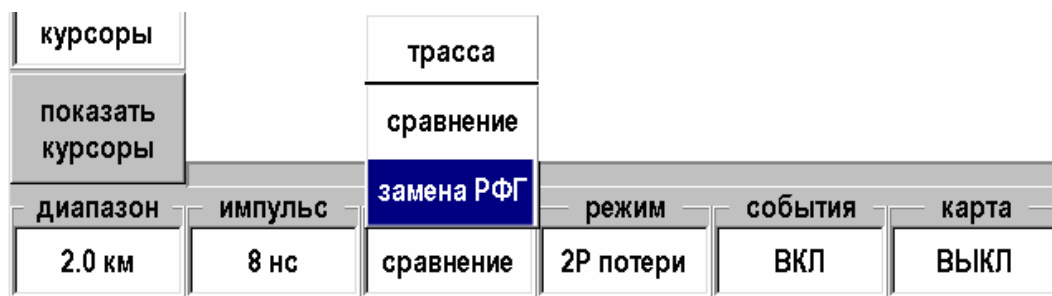 курсоры
показать
курсоры
трасса
сравнение
замена РФГ
диапазон
импульс
режим
события
карта
2.0 км
8 нс
сравнение
2Р потери
ВКЛ
ВЫКЛ